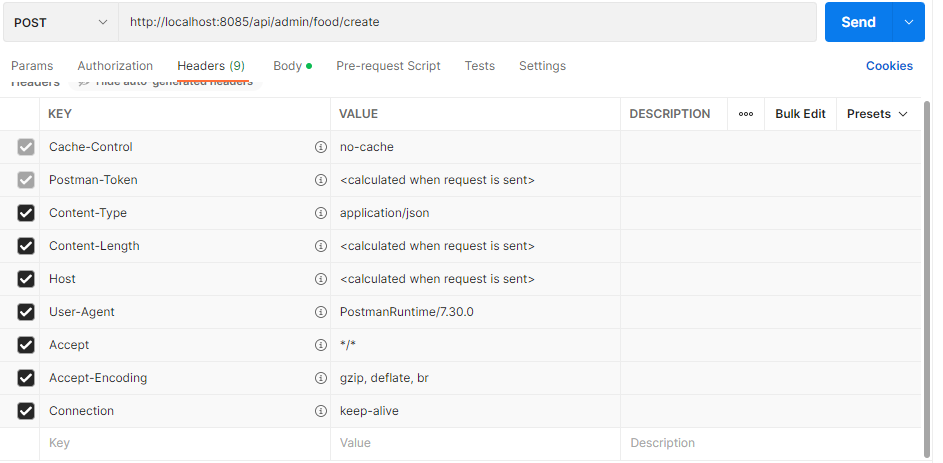 POST http://localhost:8085/api/admin/food/create Send
Params Authorization Headers (9) Body Pre-request Script Tests Settings Cookies
Headers Hide auto-generated headers
KEY VALUE DESCRIPTION Bulk Edit Presets
Cache-Control no-cache
Postman-Token <calculated when request is sent>
Content-Type application/json
Content-Length <calculated when request is sent>
Host <calculated when request is sent>
User-Agent PostmanRuntime/7.30.0
Accept */*
Accept-Encoding gzip, deflate, br
Connection keep-alive
Key Value Description